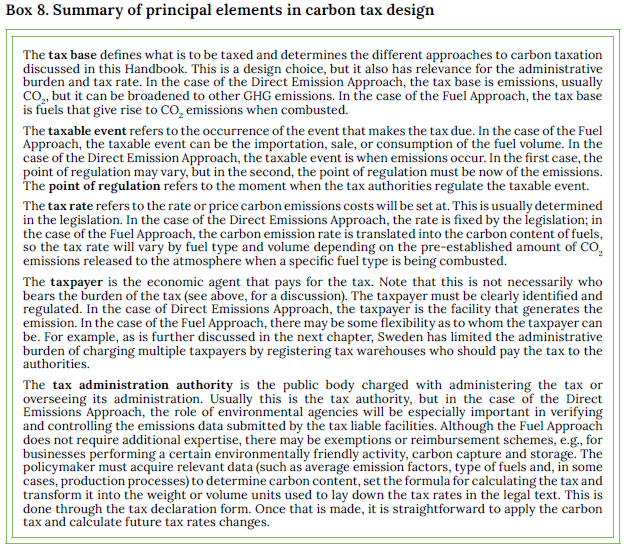 Box 8. Summary of principal elements in carbon tax design
The tax base defines what is to be taxed and determines the different approaches to carbon taxation
discussed in this Handbook. This is a design choice, but it also has relevance for the administrative
burden and tax rate. In the case of the Direct Emission Approach, the tax base is emissions, usually
CO₂, but it can be broadened to other GHG emissions. In the case of the Fuel Approach, the tax base
is fuels that give rise to CO₂ emissions when combusted.
The taxable event refers to the occurrence of the event that makes the tax due. In the case of the Fuel
Approach, the taxable event can be the importation, sale, or consumption of the fuel volume. In the
case of the Direct Emission Approach, the taxable event is when emissions occur. In the first case, the
point of regulation may vary, but in the second, the point of regulation must be now of the emissions.
The point of regulation refers to the moment when the tax authorities regulate the taxable event.
The tax rate refers to the rate or price carbon emissions costs will be set at. This is usually determined
in the legislation. In the case of the Direct Emissions Approach, the rate is fixed by the legislation; in
the case of the Fuel Approach, the carbon emission rate is translated into the carbon content of fuels,
so the tax rate will vary by fuel type and volume depending on the pre-established amount of CO₂
emissions released to the atmosphere when a specific fuel type is being combusted.
The taxpayer is the economic agent that pays for the tax. Note that this is not necessarily who
bears the burden of the tax (see above, for a discussion). The taxpayer must be clearly identified and
regulated. In the case of Direct Emissions Approach, the taxpayer is the facility that generates the
emission. In the case of the Fuel Approach, there may be some flexibility as to whom the taxpayer can
be. For example, as is further discussed in the next chapter, Sweden has limited the administrative
burden of charging multiple taxpayers by registering tax warehouses who should pay the tax to the
authorities.
The tax administration authority is the public body charged with administering the tax or
overseeing its administration. Usually this is the tax authority, but in the case of the Direct
Emissions Approach, the role of environmental agencies will be especially important in verifying
and controlling the emissions data submitted by the tax liable facilities. Although the Fuel Approach
does not require additional expertise, there may be exemptions or reimbursement schemes, e.g., for
businesses performing a certain environmentally friendly activity, carbon capture and storage. The
policymaker must acquire relevant data (such as average emission factors, type of fuels and, in some
cases, production processes) to determine carbon content, set the formula for calculating the tax and
transform it into the weight or volume units used to lay down the tax rates in the legal text. This is
done through the tax declaration form. Once that is made, it is straightforward to apply the carbon
tax and calculate future tax rates changes.